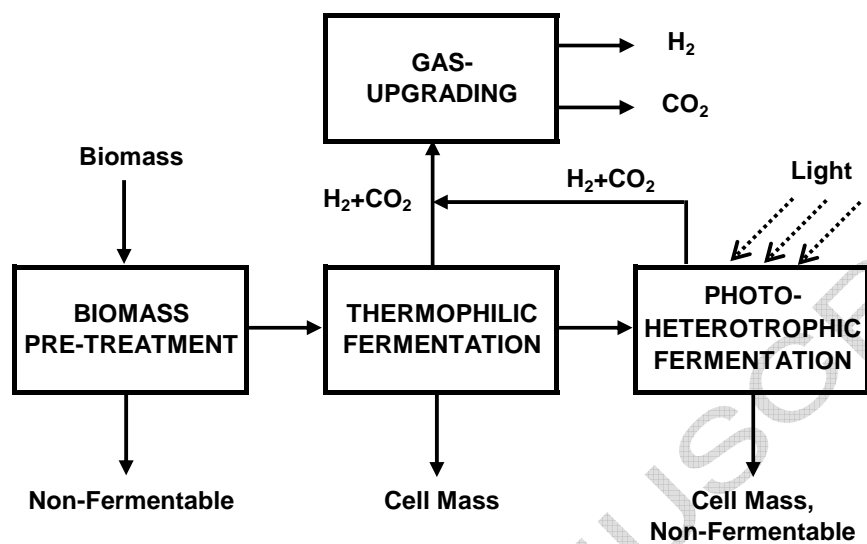 GAS-
UPGRADING
H₂
CO₂
Biomass
H₂+CO₂
H₂+CO₂
Light
BIOMASS
PRE-TREATMENT
THERMOPHILIC
FERMENTATION
PHOTO-
HETEROTROPHIC
FERMENTATION
Non-Fermentable
Cell Mass
Cell Mass,
Non-Fermentable